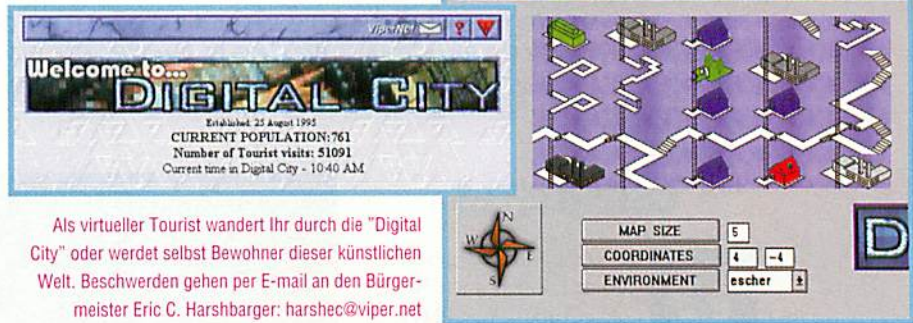 ViperNet ?
Welcome to...
DIGITAL CITY
Established: 25 August 1995
CURRENT POPULATION: 761
Number of Tourist visits: 51091
Current time in Digital City - 10:40 AM
Als virtueller Tourist wandert Ihr durch die "Digital
City" oder werdet selbst Bewohner dieser künstlichen
Welt. Beschwerden gehen per E-mail an den Bürger-
meister Eric C. Harshbarger: harshec@viper.net
N
W E
S
MAP SIZE 5
COORDINATES 4 -4
ENVIRONMENT escher
D